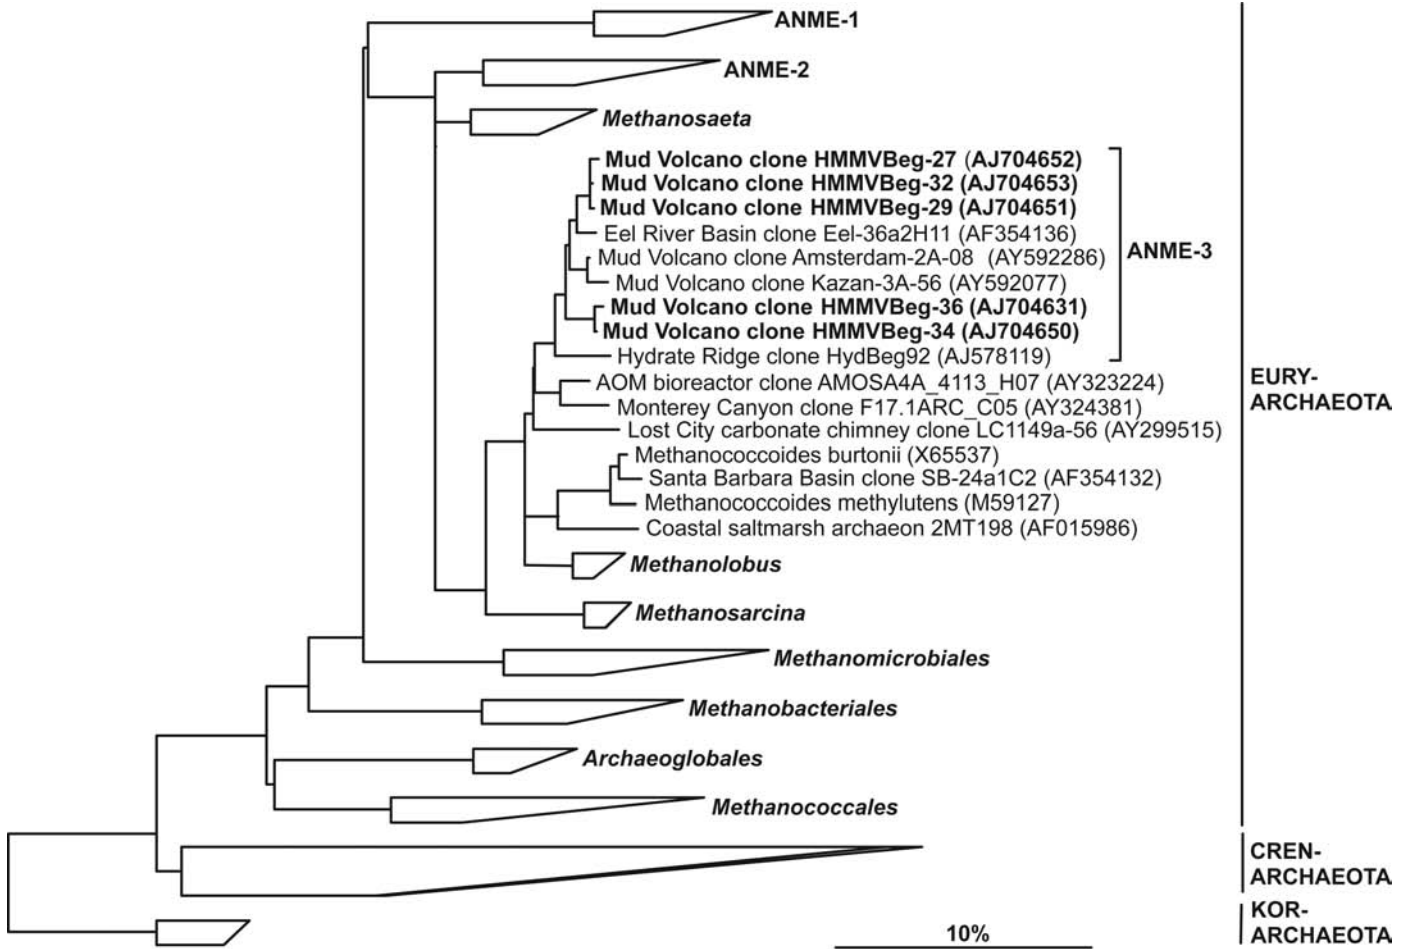 ANME-1
ANME-2
Methanosaeta
Mud Volcano clone HMMVBeg-27 (AJ704652)
Mud Volcano clone HMMVBeg-32 (AJ704653)
Mud Volcano clone HMMVBeg-29 (AJ704651)
Eel River Basin clone Eel-36a2H11 (AF354136)
ANME-3
Mud Volcano clone Amsterdam-2A-08 (AY592286)
Mud Volcano clone Kazan-3A-56 (AY592077)
Mud Volcano clone HMMVBeg-36 (AJ704631)
Mud Volcano clone HMMVBeg-34 (AJ704650)
Hydrate Ridge clone HydBeg92 (AJ578119)
EURY-
ARCHAEOTA
AOM bioreactor clone AMOSA4A_4113_H07 (AY323224)
Monterey Canyon clone F17.1ARC_C05 (AY324381)
Lost City carbonate chimney clone LC1149a-56 (AY299515)
Methanococcoides burtonii (X65537)
Santa Barbara Basin clone SB-24a1C2 (AF354132)
Methanococcoides methylutens (M59127)
Coastal saltmarsh archaeon 2MT198 (AF015986)
Methanolobus
Methanosarcina
Methanomicrobiales
Methanobacteriales
Archaeoglobales
Methanococcales
CREN-
ARCHAEOTA
KOR-
ARCHAEOTA
10%